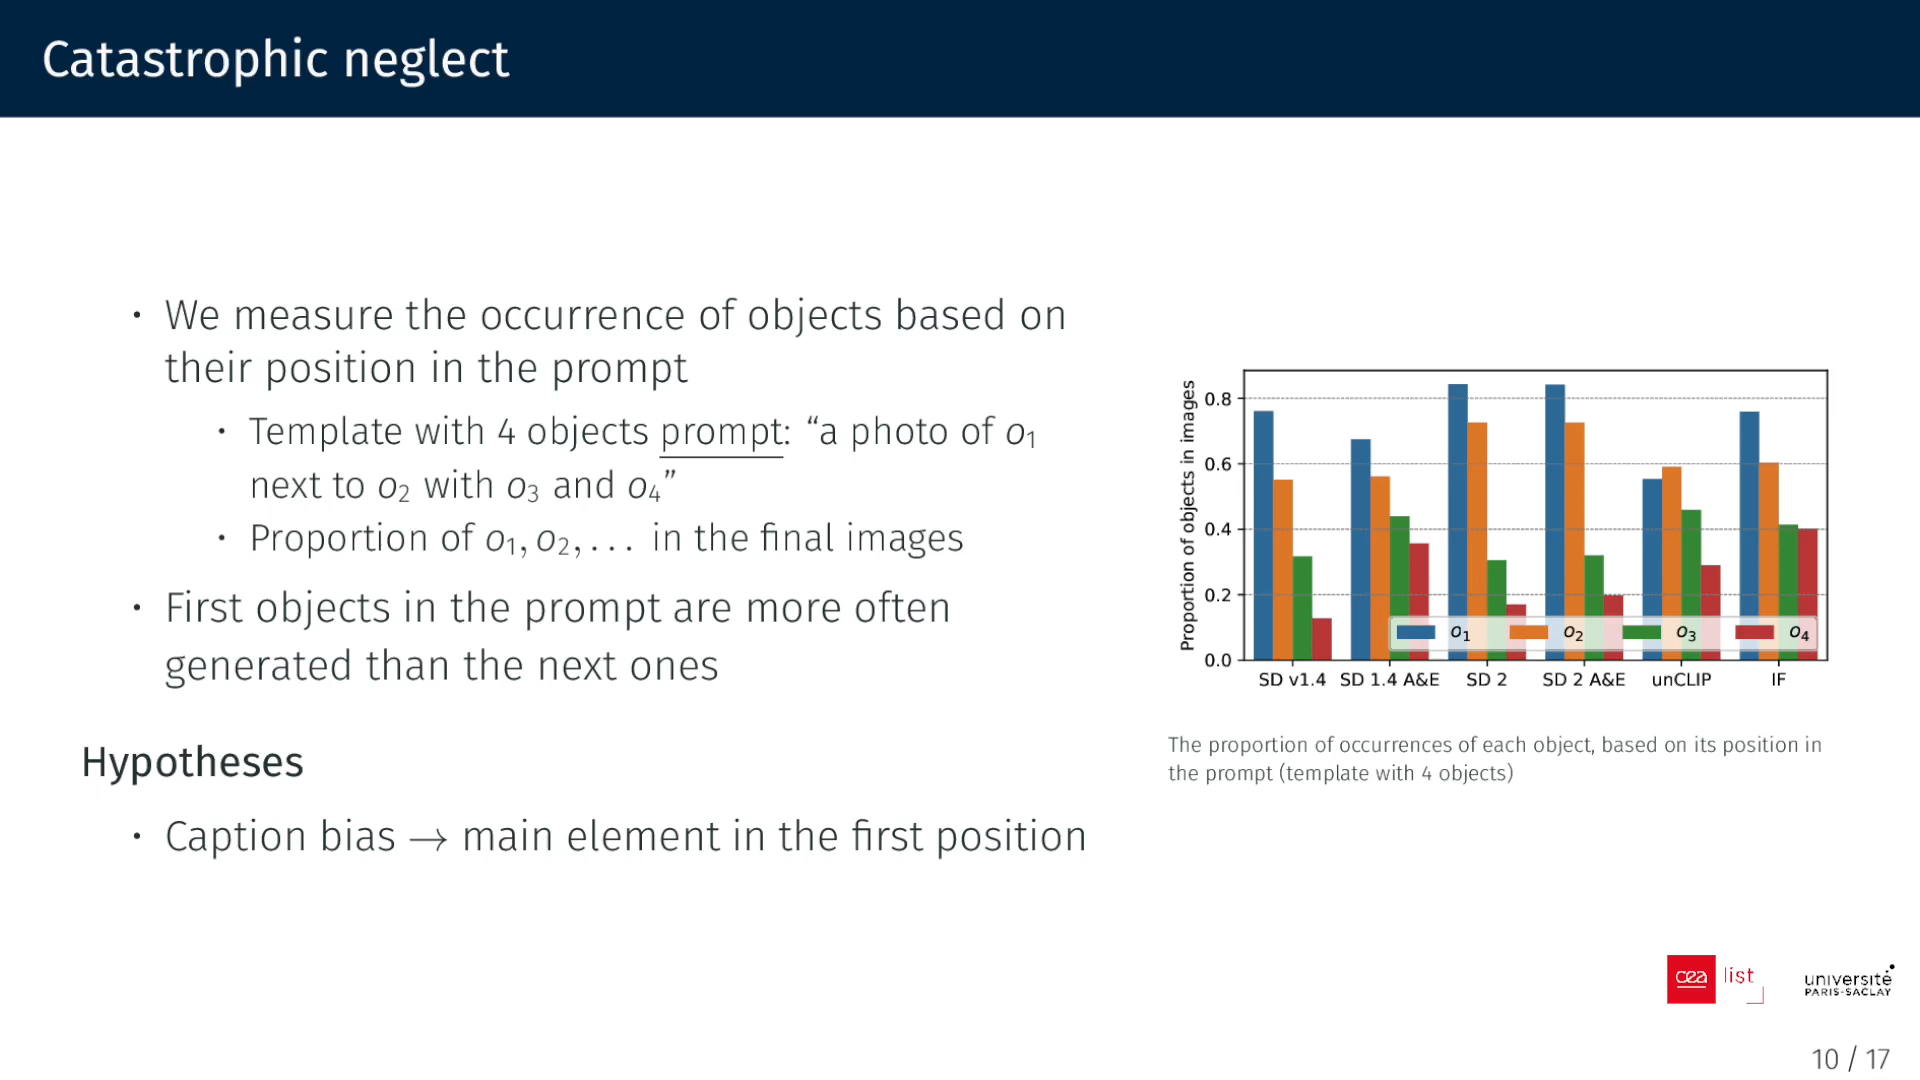 Catastrophic neglect
• We measure the occurrence of objects based on
their position in the prompt
• Template with 4 objects prompt: “a photo of o₁
next to o₂ with o₃ and o₄”
• Proportion of o₁, o₂, . . . in the final images
• First objects in the prompt are more often
generated than the next ones
Hypotheses
• Caption bias → main element in the first position
Proportion of objects in images
0.8
0.6
0.4
0.2
0.0
o₁ o₂ o₃ o₄
SD v1.4 SD 1.4 A&E SD 2 SD 2 A&E unCLIP IF
The proportion of occurrences of each object, based on its position in
the prompt (template with 4 objects)
cea list
université
PARIS-SACLAY
10 / 17